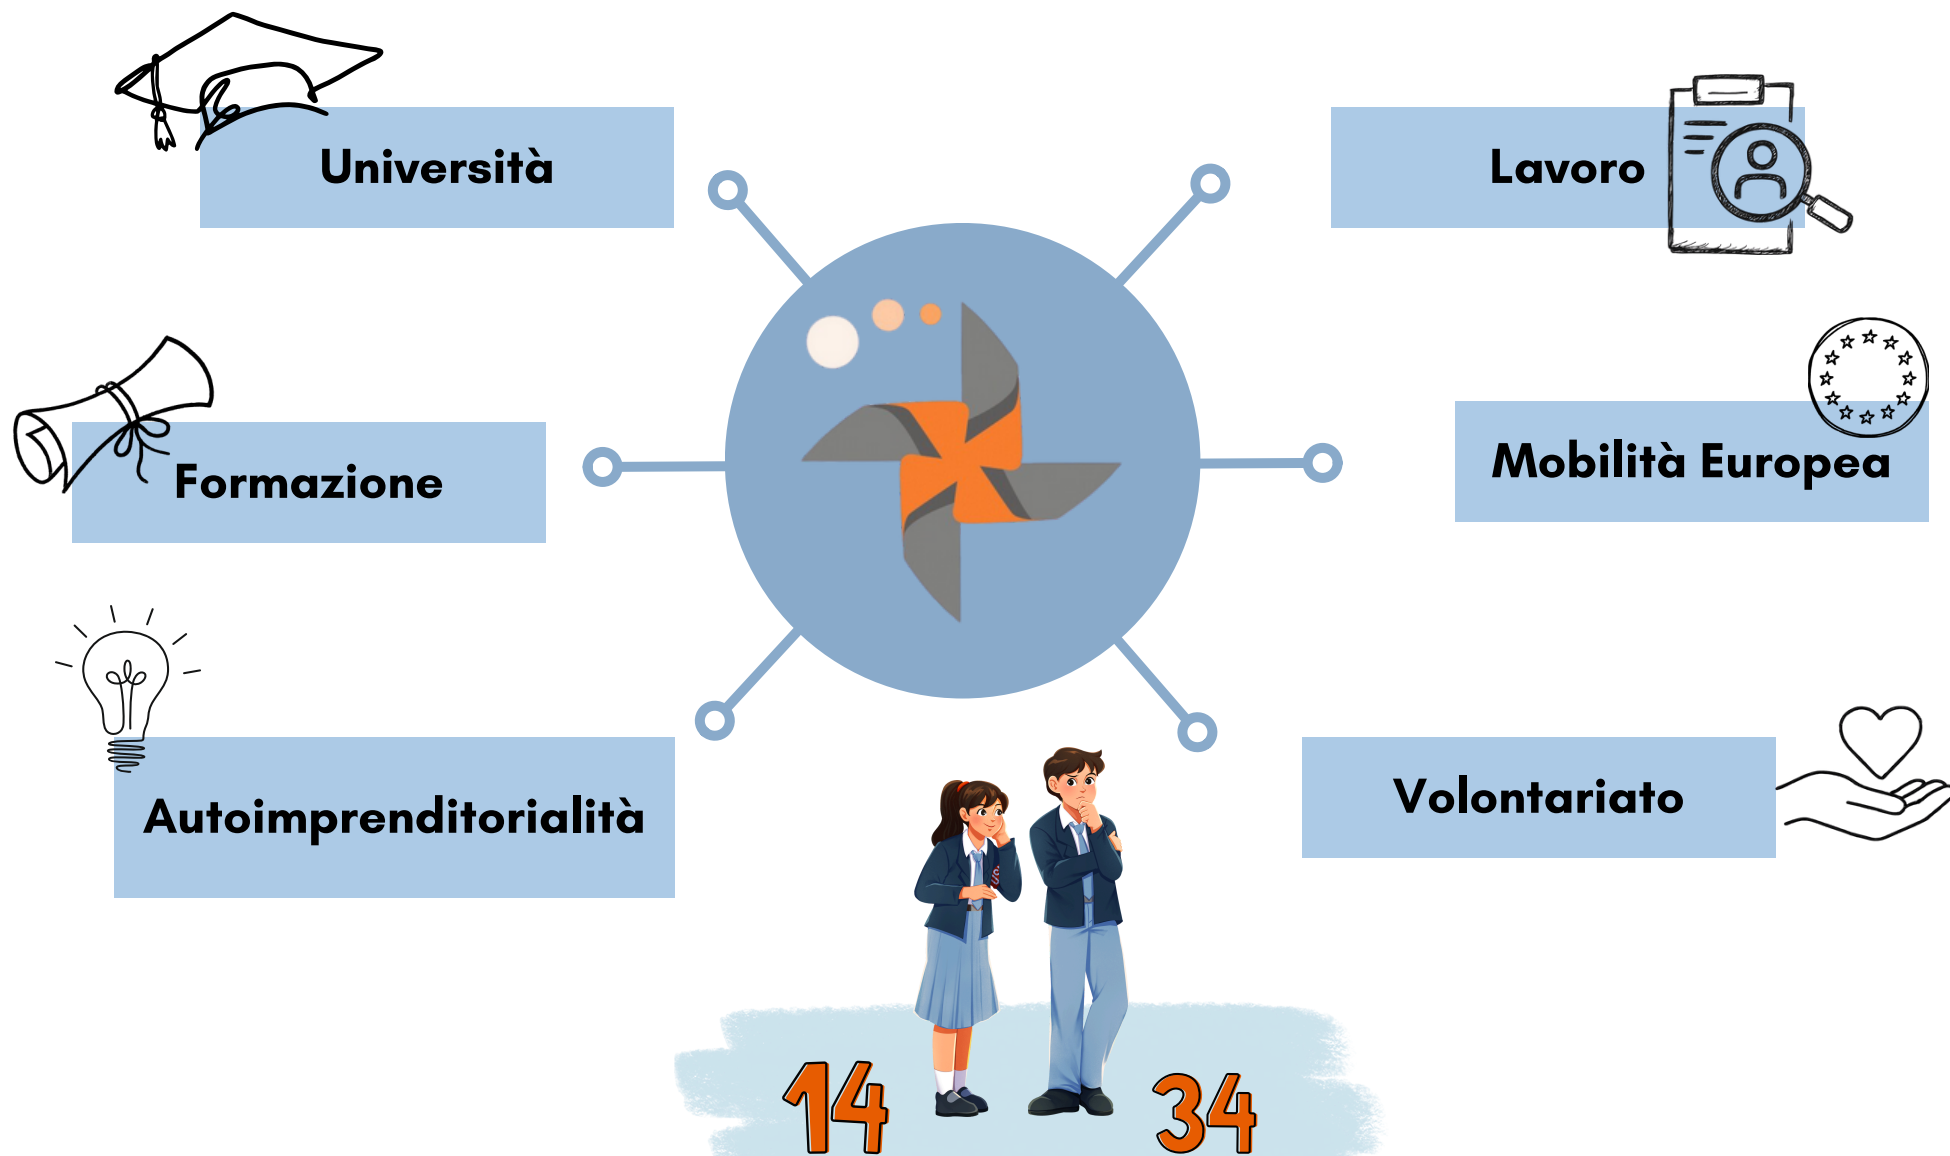 Università
Lavoro
Formazione
Mobilità Europea
Autoimprenditorialità
Volontariato
14
34